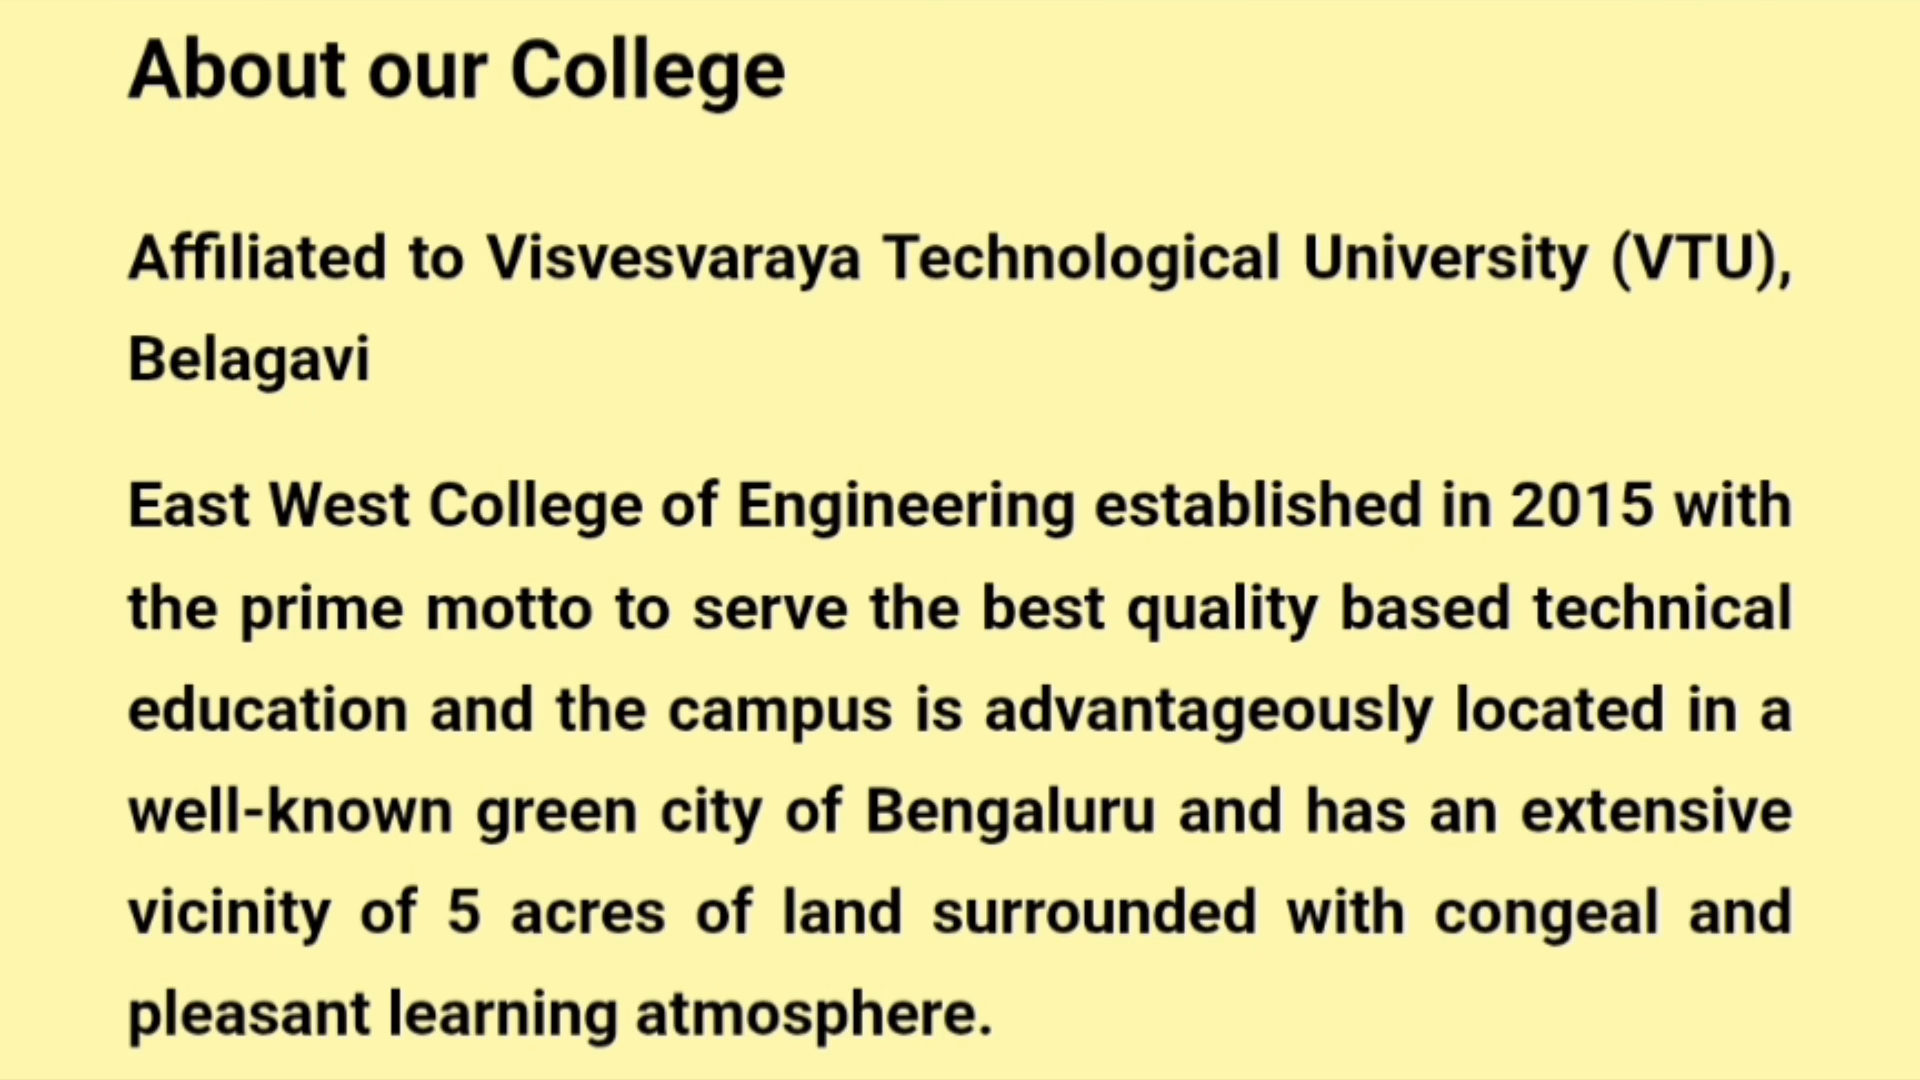 About our College
Affiliated to Visvesvaraya Technological University (VTU),
Belagavi
East West College of Engineering established in 2015 with
the prime motto to serve the best quality based technical
education and the campus is advantageously located in a
well-known green city of Bengaluru and has an extensive
vicinity of 5 acres of land surrounded with congeal and
pleasant learning atmosphere.